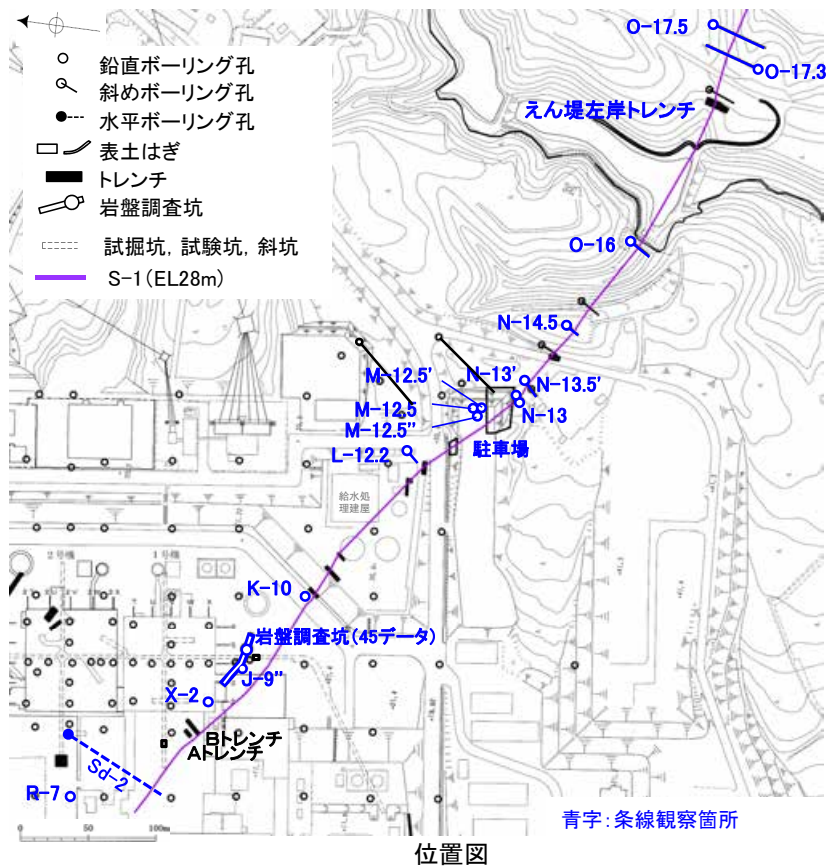 鉛直ボーリング孔
斜めボーリング孔
水平ボーリング孔
表土はぎ
トレンチ
岩盤調査坑
試掘坑，試験坑，斜坑
S-1（EL28m）
O-17.5
O-17.3
えん堤左岸トレンチ
O-16
N-14.5
N-13'
M-12.5'
N-13.5'
M-12.5
N-13
M-12.5''
駐車場
L-12.2
給水処
理建屋
K-10
2号機
1号機
岩盤調査坑（45データ）
J-9''
X-2
Bトレンチ
Aトレンチ
Sd-2
R-7
0 50 100m
青字：条線観察箇所
位置図